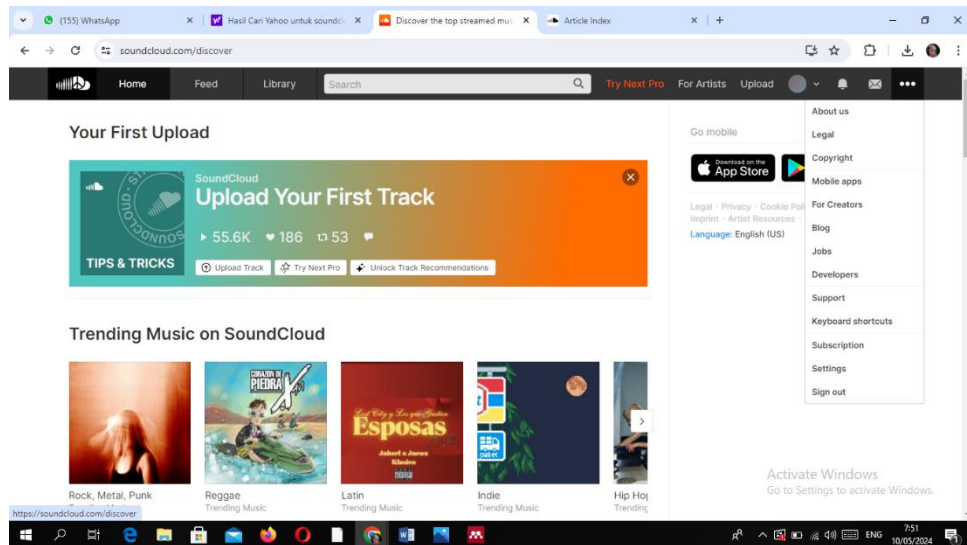 (155) WhatsApp
Hasil Cari Yahoo untuk soundcl
Discover the top streamed mus
Article Index
soundcloud.com/discover
Home
Feed
Library
Search
Try Next Pro
For Artists
Upload
Your First Upload
SoundCloud
Upload Your First Track
55.6K
186
53
TIPS & TRICKS
Upload Track
Try Next Pro
Unlock Track Recommendations
Go mobile
Download on the
App Store
Legal - Privacy - Cookie Poli
Imprint - Artist Resources -
Language: English (US)
About us
Legal
Copyright
Mobile apps
For Creators
Blog
Jobs
Developers
Support
Keyboard shortcuts
Subscription
Settings
Sign out
Trending Music on SoundCloud
CORAZON DE
PIEDRA
Esposas
Rock, Metal, Punk
Reggae
Trending Music
Latin
Trending Music
Indie
Trending Music
Hip Hop
Trending
Activate Windows
Go to Settings to activate Windows.
https://soundcloud.com/discover
ENG
7:51
10/05/2024